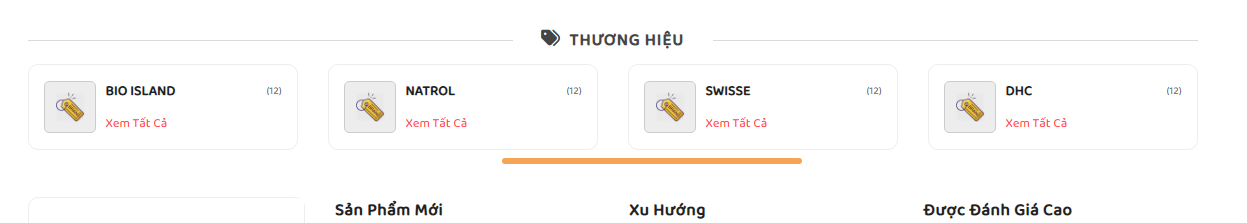 THƯƠNG HIỆU
BIO ISLAND (12)
Xem Tất Cả
NATROL (12)
Xem Tất Cả
SWISSE (12)
Xem Tất Cả
DHC (12)
Xem Tất Cả
Sản Phẩm Mới
Xu Hướng
Được Đánh Giá Cao